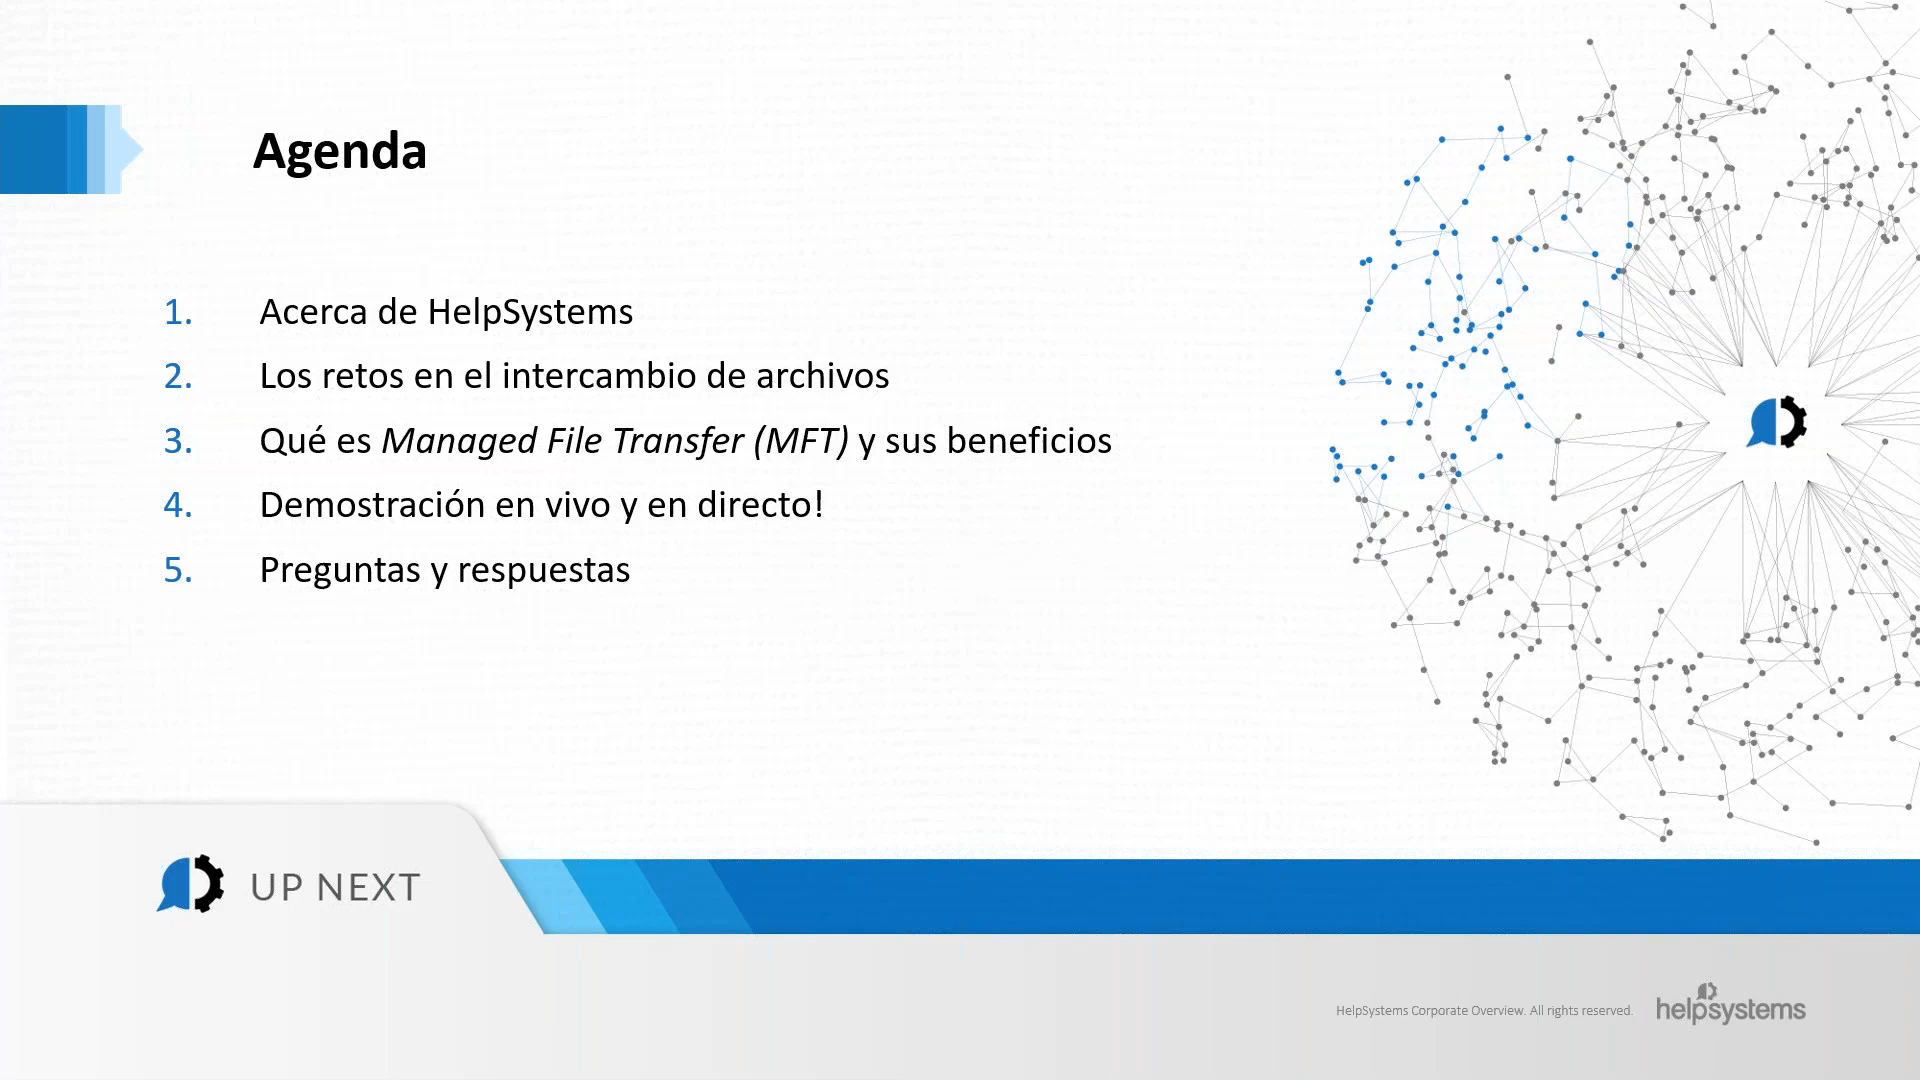 Agenda
1. Acerca de HelpSystems
2. Los retos en el intercambio de archivos
3. Qué es Managed File Transfer (MFT) y sus beneficios
4. Demostración en vivo y en directo!
5. Preguntas y respuestas
UP NEXT
HelpSystems Corporate Overview. All rights reserved.
helpsystems